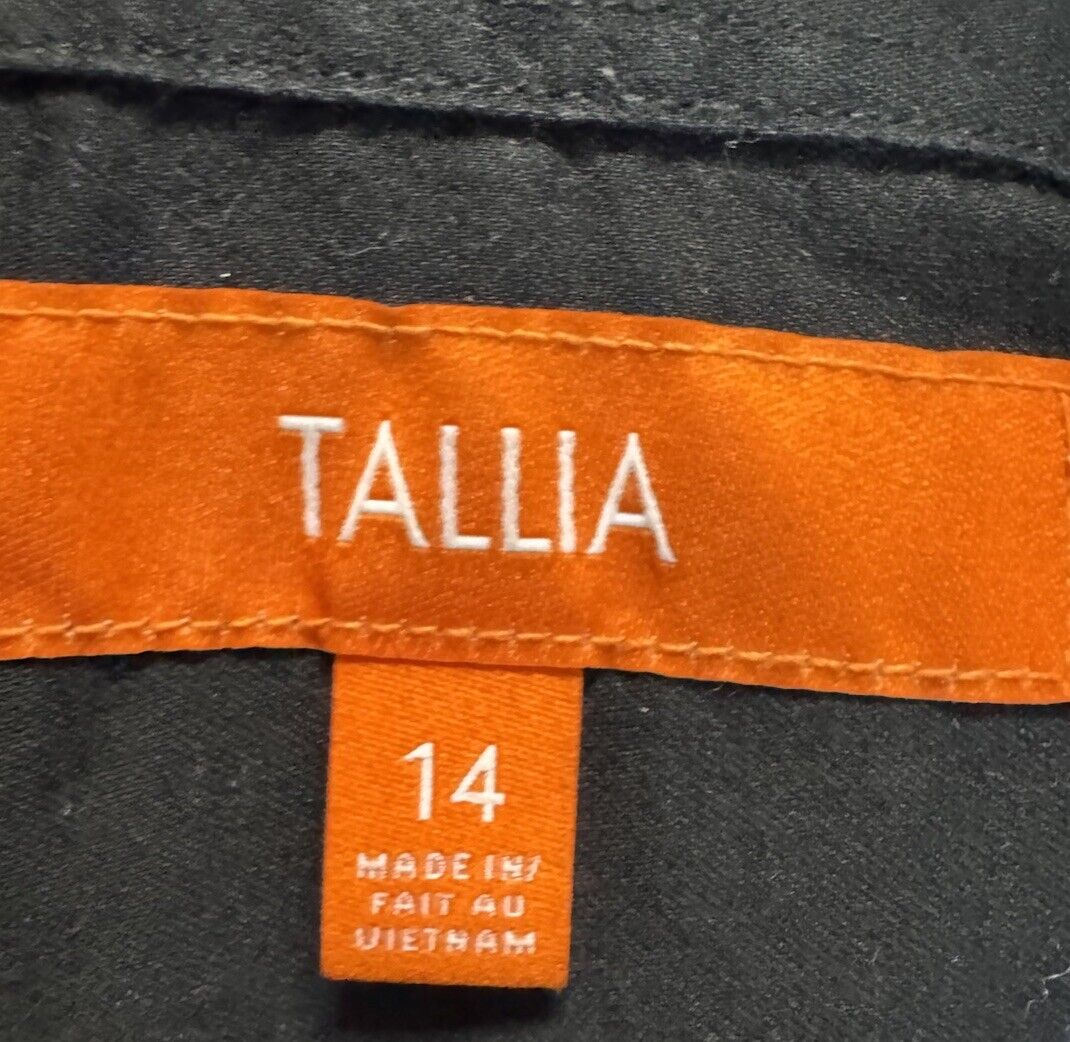 TALLIA
14
MADE IN/
FAIT AU
VIETNAM